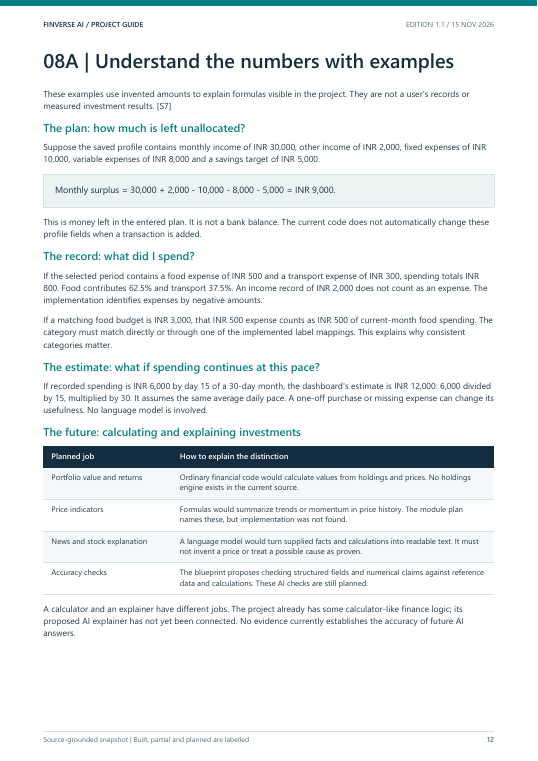 FINVERSE AI / PROJECT GUIDE
EDITION 1.1 / 15 NOV 2026
08A | Understand the numbers with examples
These examples use invented amounts to explain formulas visible in the project. They are not a user's records or
measured investment results. [S7]
The plan: how much is left unallocated?
Suppose the saved profile contains monthly income of INR 30,000, other income of INR 2,000, fixed expenses of INR
10,000, variable expenses of INR 8,000 and a savings target of INR 5,000.
Monthly surplus = 30,000 + 2,000 - 10,000 - 8,000 - 5,000 = INR 9,000.
This is money left in the entered plan. It is not a bank balance. The current code does not automatically change these
profile fields when a transaction is added.
The record: what did I spend?
If the selected period contains a food expense of INR 500 and a transport expense of INR 300, spending totals INR
800. Food contributes 62.5% and transport 37.5%. An income record of INR 2,000 does not count as an expense. The
implementation identifies expenses by negative amounts.
If a matching food budget is INR 3,000, that INR 500 expense counts as INR 500 of current-month food spending. The
category must match directly or through one of the implemented label mappings. This explains why consistent
categories matter.
The estimate: what if spending continues at this pace?
If recorded spending is INR 6,000 by day 15 of a 30-day month, the dashboard's estimate is INR 12,000: 6,000 divided
by 15, multiplied by 30. It assumes the same average daily pace. A one-off purchase or missing expense can change its
usefulness. No language model is involved.
The future: calculating and explaining investments
Planned job
How to explain the distinction
Portfolio value and returns
Ordinary financial code would calculate values from holdings and prices. No holdings
engine exists in the current source.
Price indicators
Formulas would summarize trends or momentum in price history. The module plan
names these, but implementation was not found.
News and stock explanation
A language model would turn supplied facts and calculations into readable text. It must
not invent a price or treat a possible cause as proven.
Accuracy checks
The blueprint proposes checking structured fields and numerical claims against reference
data and calculations. These AI checks are still planned.
A calculator and an explainer have different jobs. The project already has some calculator-like finance logic; its
proposed AI explainer has not yet been connected. No evidence currently establishes the accuracy of future AI
answers.
Source-grounded snapshot | Built, partial and planned are labelled
12